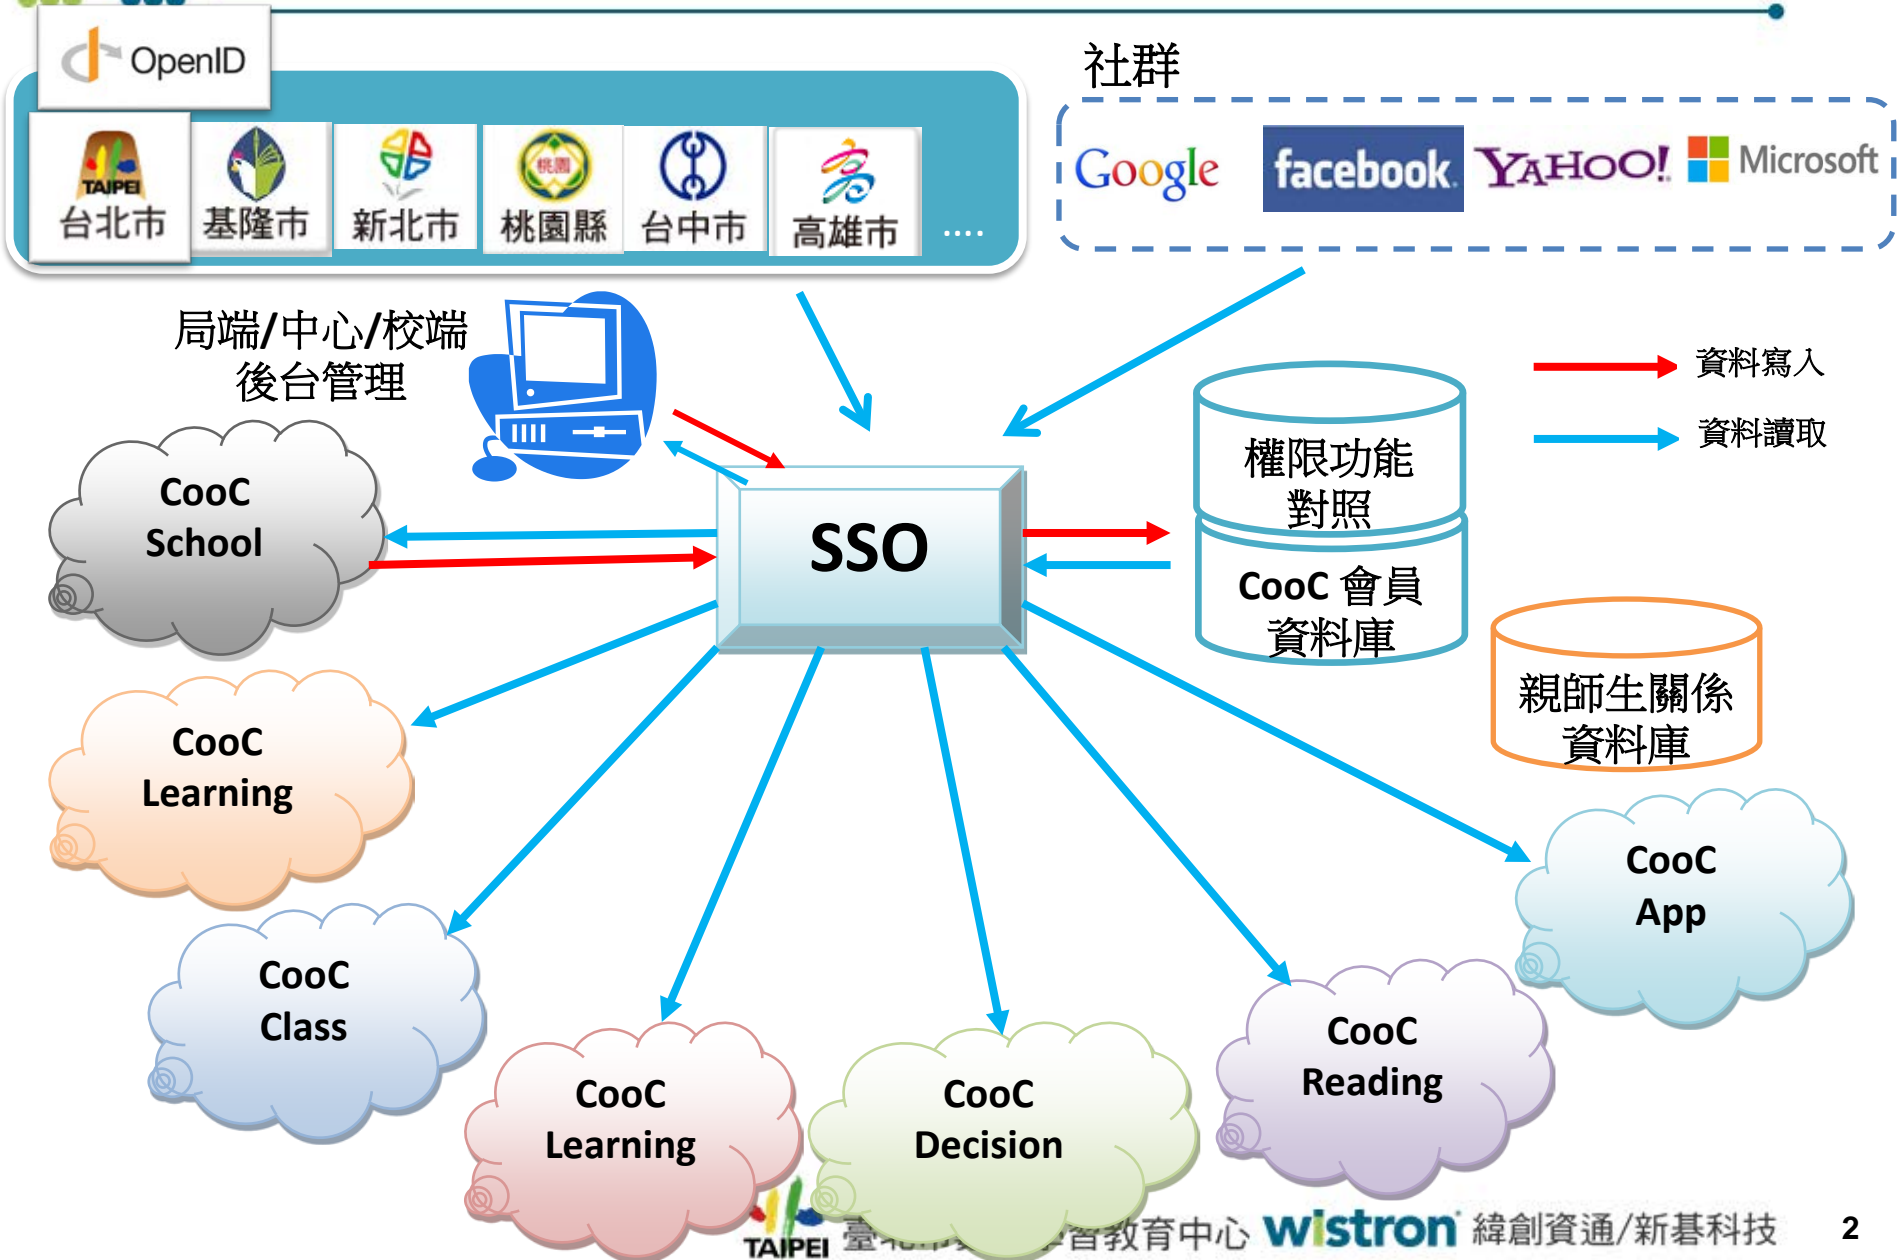 OpenID
TAIPEI
台北市
基隆市
新北市
桃園
桃園縣
台中市
高雄市
....
社群
Google
facebook.
YAHOO!
Microsoft
局端/中心/校端
後台管理
資料寫入
資料讀取
權限功能
對照
CooC 會員
資料庫
親師生關係
資料庫
SSO
CooC
School
CooC
Learning
CooC
Class
CooC
Learning
CooC
Decision
CooC
Reading
CooC
App
TAIPEI
習教育中心
wistron
緯創資通/新碁科技
2